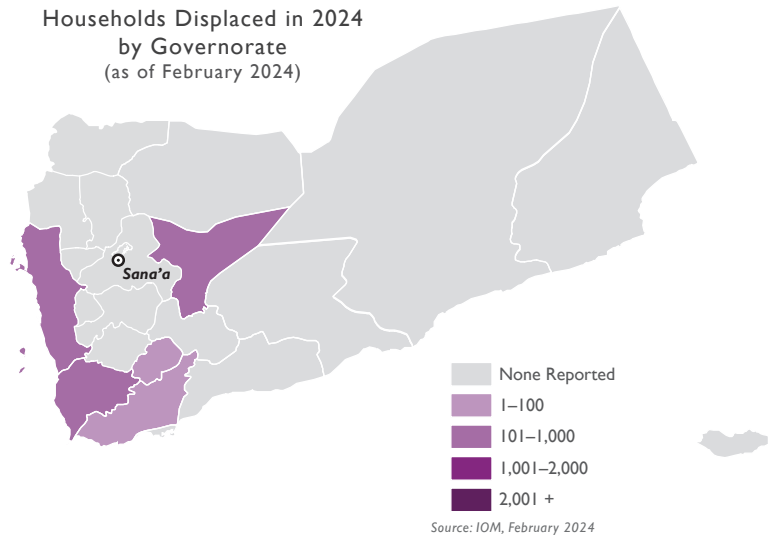 Households Displaced in 2024
by Governorate
(as of February 2024)
Sana’a
None Reported
1–100
101–1,000
1,001–2,000
2,001 +
Source: IOM, February 2024